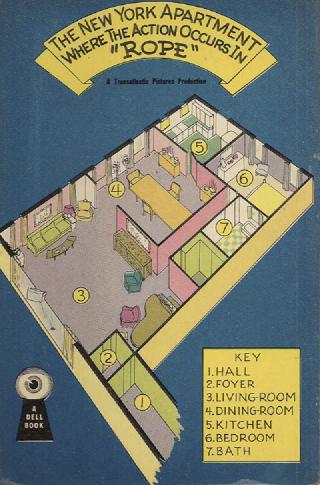 THE NEW YORK APARTMENT
WHERE THE ACTION OCCURS IN
"ROPE"
A Transatlantic Pictures Production
5
6
4
7
3
2
1
KEY
1. HALL
2. FOYER
3. LIVING-ROOM
4. DINING-ROOM
5. KITCHEN
6. BEDROOM
7. BATH
A
DELL
BOOK